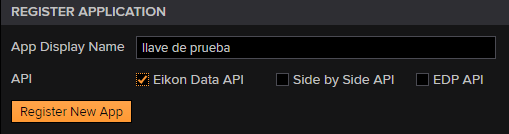 REGISTER APPLICATION
App Display Name llave de prueba
API Eikon Data API Side by Side API EDP API
Register New App